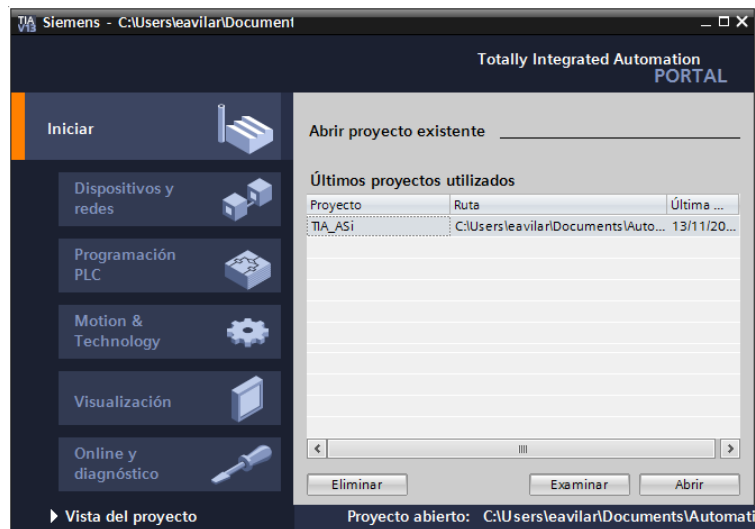 TIA V13 Siemens - C:\Users\eavilar\Document
Totally Integrated Automation
PORTAL
Iniciar
Dispositivos y
redes
Programación
PLC
Motion &
Technology
Visualización
Online y
diagnóstico
Vista del proyecto
Abrir proyecto existente
Últimos proyectos utilizados
Proyecto Ruta Última ...
TIA_ASi C:\Users\eavilar\Documents\Auto... 13/11/20...
Eliminar Examinar Abrir
Proyecto abierto: C:\Users\eavilar\Documents\Automati